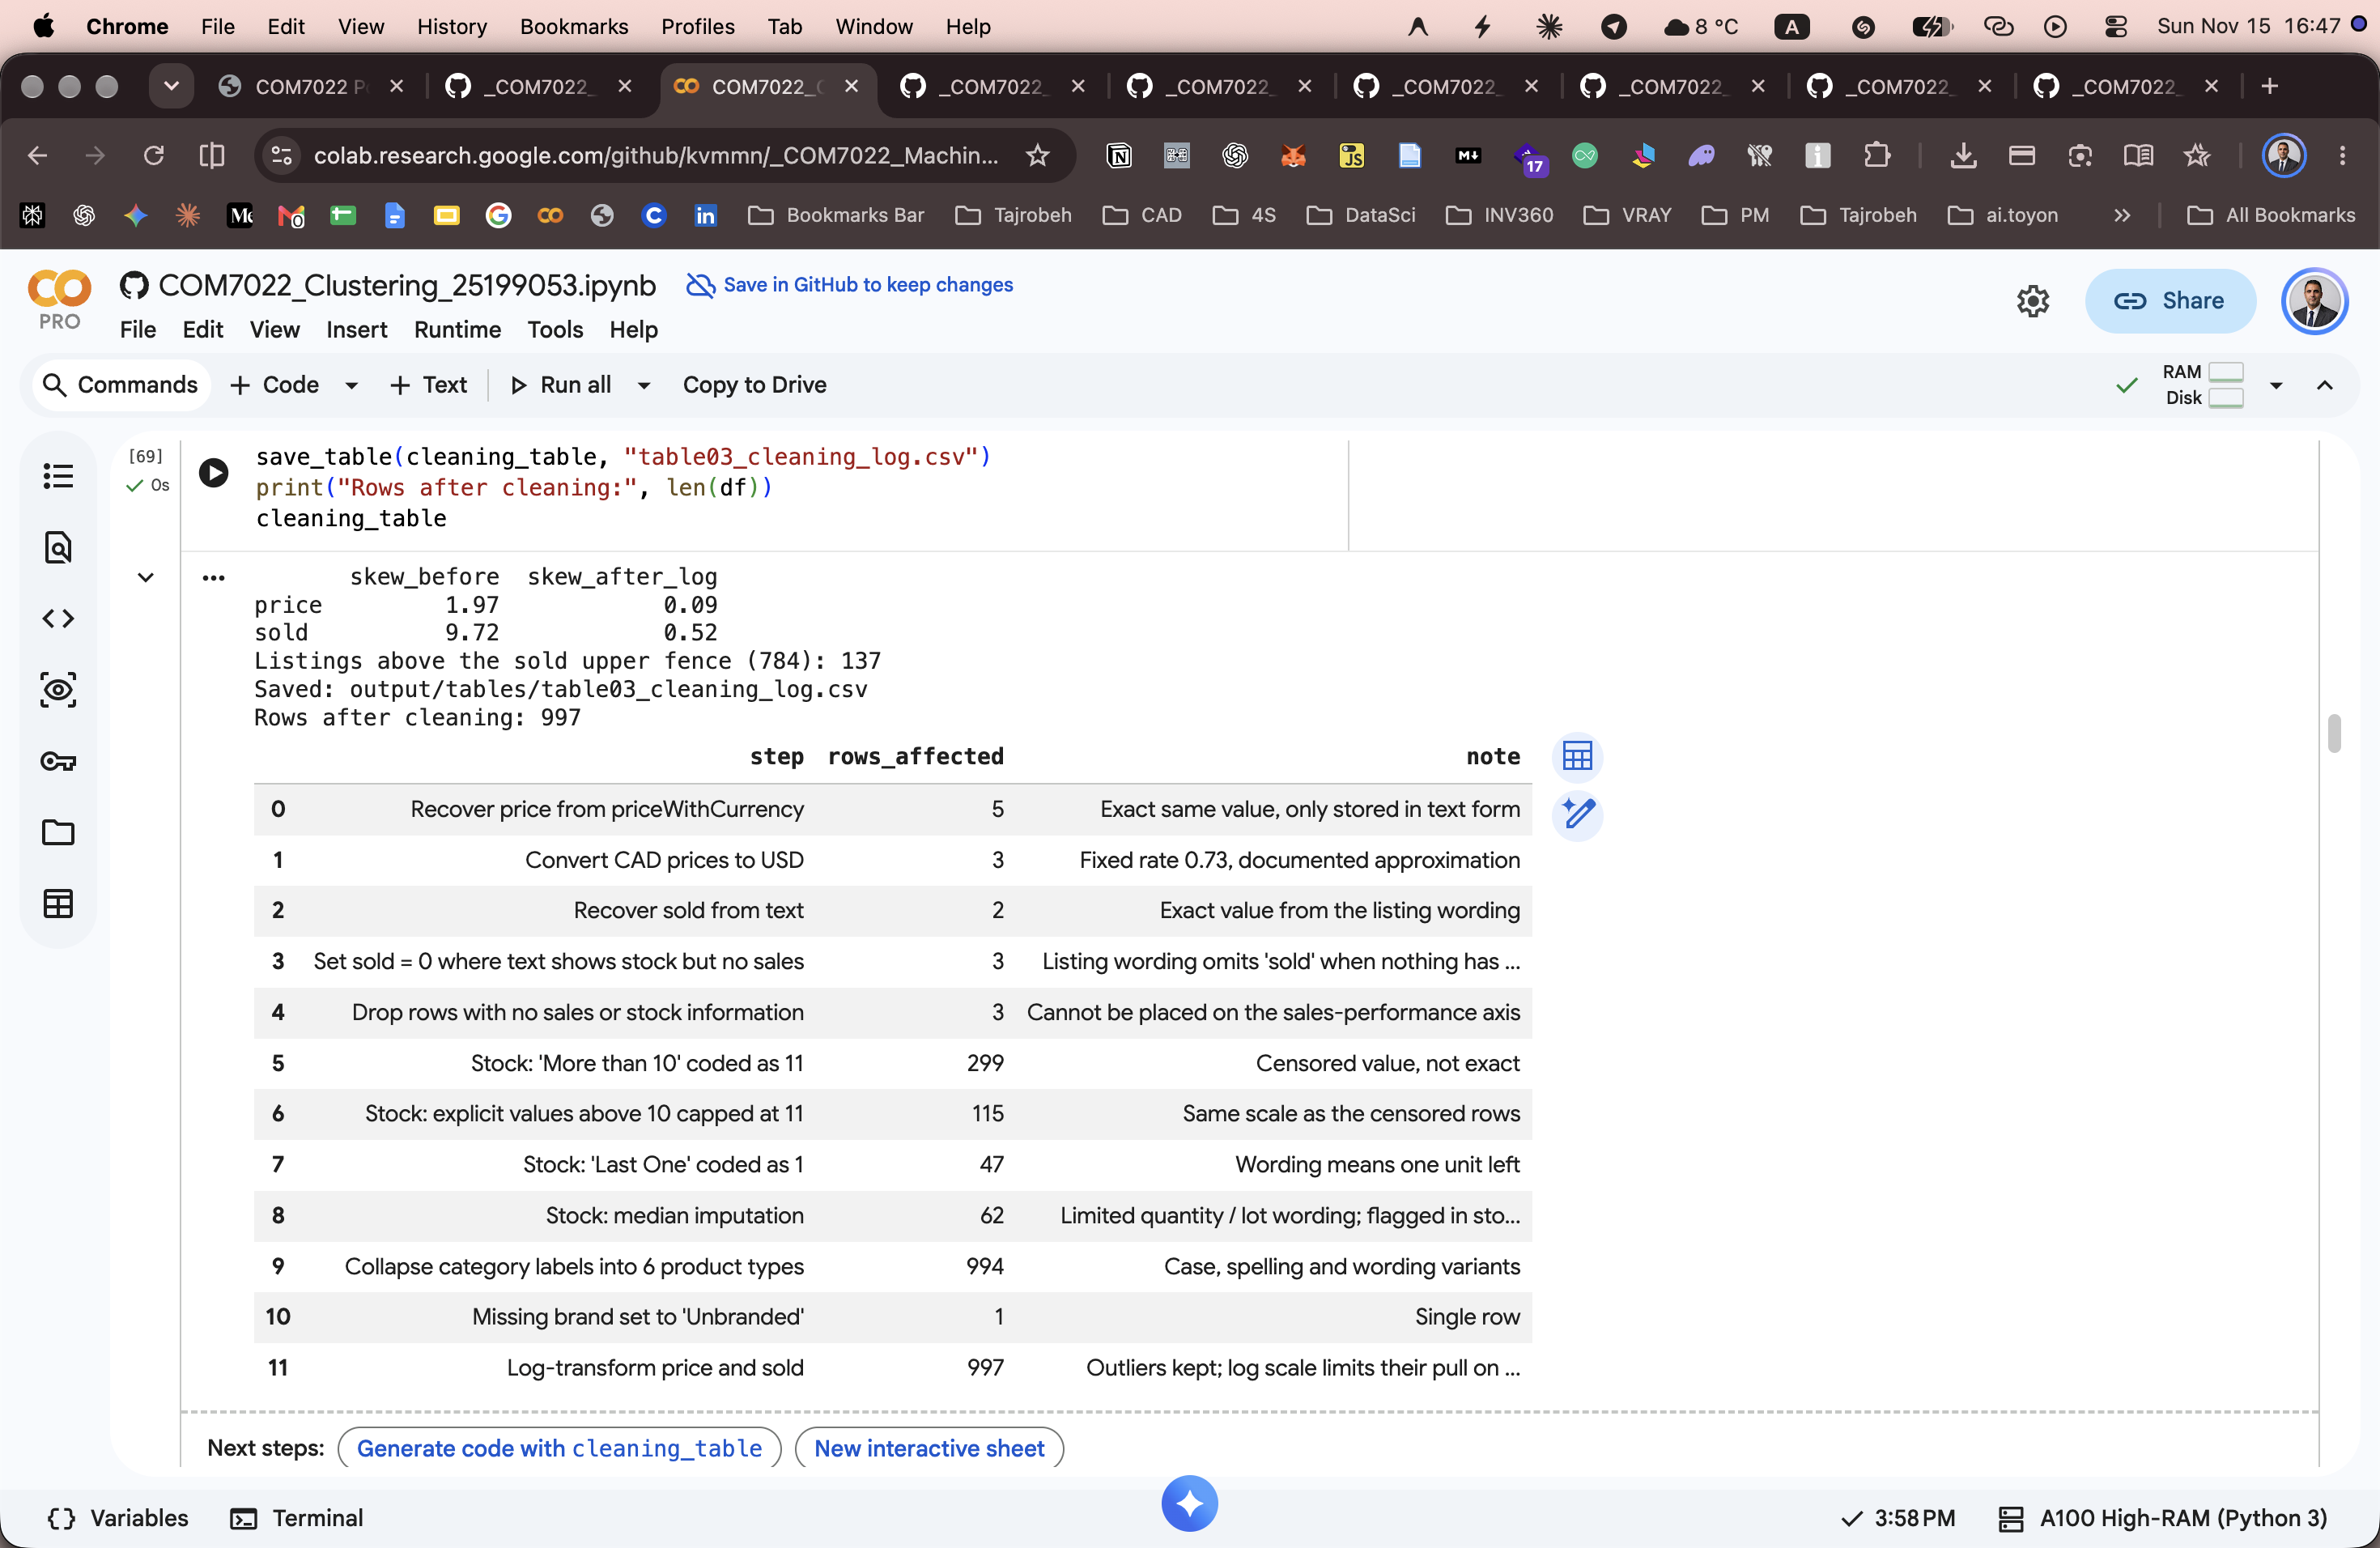 Chrome File Edit View History Bookmarks Profiles Tab Window Help 8 °C A Sun Nov 15 16:47
COM7022 P _COM7022_ COM7022_ _COM7022_ _COM7022_ _COM7022_ _COM7022_ _COM7022_ _COM7022_
colab.research.google.com/github/kvmmn/_COM7022_Machin... JS M 17
M 0 G C in Bookmarks Bar Tajrobeh CAD 4S DataSci INV360 VRAY PM Tajrobeh ai.toyon » All Bookmarks
COM7022_Clustering_25199053.ipynb Save in GitHub to keep changes Share
PRO
File Edit View Insert Runtime Tools Help
Commands + Code + Text Run all Copy to Drive RAM
Disk
[69] save_table(cleaning_table, "table03_cleaning_log.csv")
0s print("Rows after cleaning:", len(df))
cleaning_table
skew_before skew_after_log
price 1.97 0.09
sold 9.72 0.52
Listings above the sold upper fence (784): 137
Saved: output/tables/table03_cleaning_log.csv
Rows after cleaning: 997
step rows_affected note
0 Recover price from priceWithCurrency 5 Exact same value, only stored in text form
1 Convert CAD prices to USD 3 Fixed rate 0.73, documented approximation
2 Recover sold from text 2 Exact value from the listing wording
3 Set sold = 0 where text shows stock but no sales 3 Listing wording omits 'sold' when nothing has ...
4 Drop rows with no sales or stock information 3 Cannot be placed on the sales-performance axis
5 Stock: 'More than 10' coded as 11 299 Censored value, not exact
6 Stock: explicit values above 10 capped at 11 115 Same scale as the censored rows
7 Stock: 'Last One' coded as 1 47 Wording means one unit left
8 Stock: median imputation 62 Limited quantity / lot wording; flagged in sto...
9 Collapse category labels into 6 product types 994 Case, spelling and wording variants
10 Missing brand set to 'Unbranded' 1 Single row
11 Log-transform price and sold 997 Outliers kept; log scale limits their pull on ...
Next steps: Generate code with cleaning_table New interactive sheet
Variables Terminal 3:58 PM A100 High-RAM (Python 3)